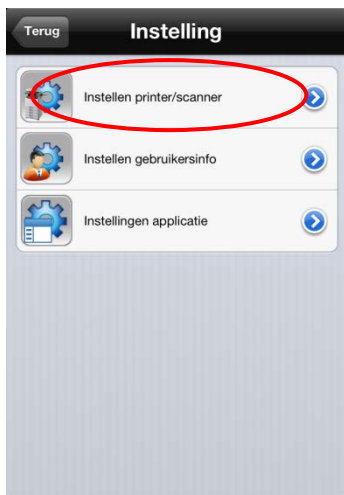 Terug
Instelling
Instellen printer/scanner
Instellen gebruikersinfo
Instellingen applicatie